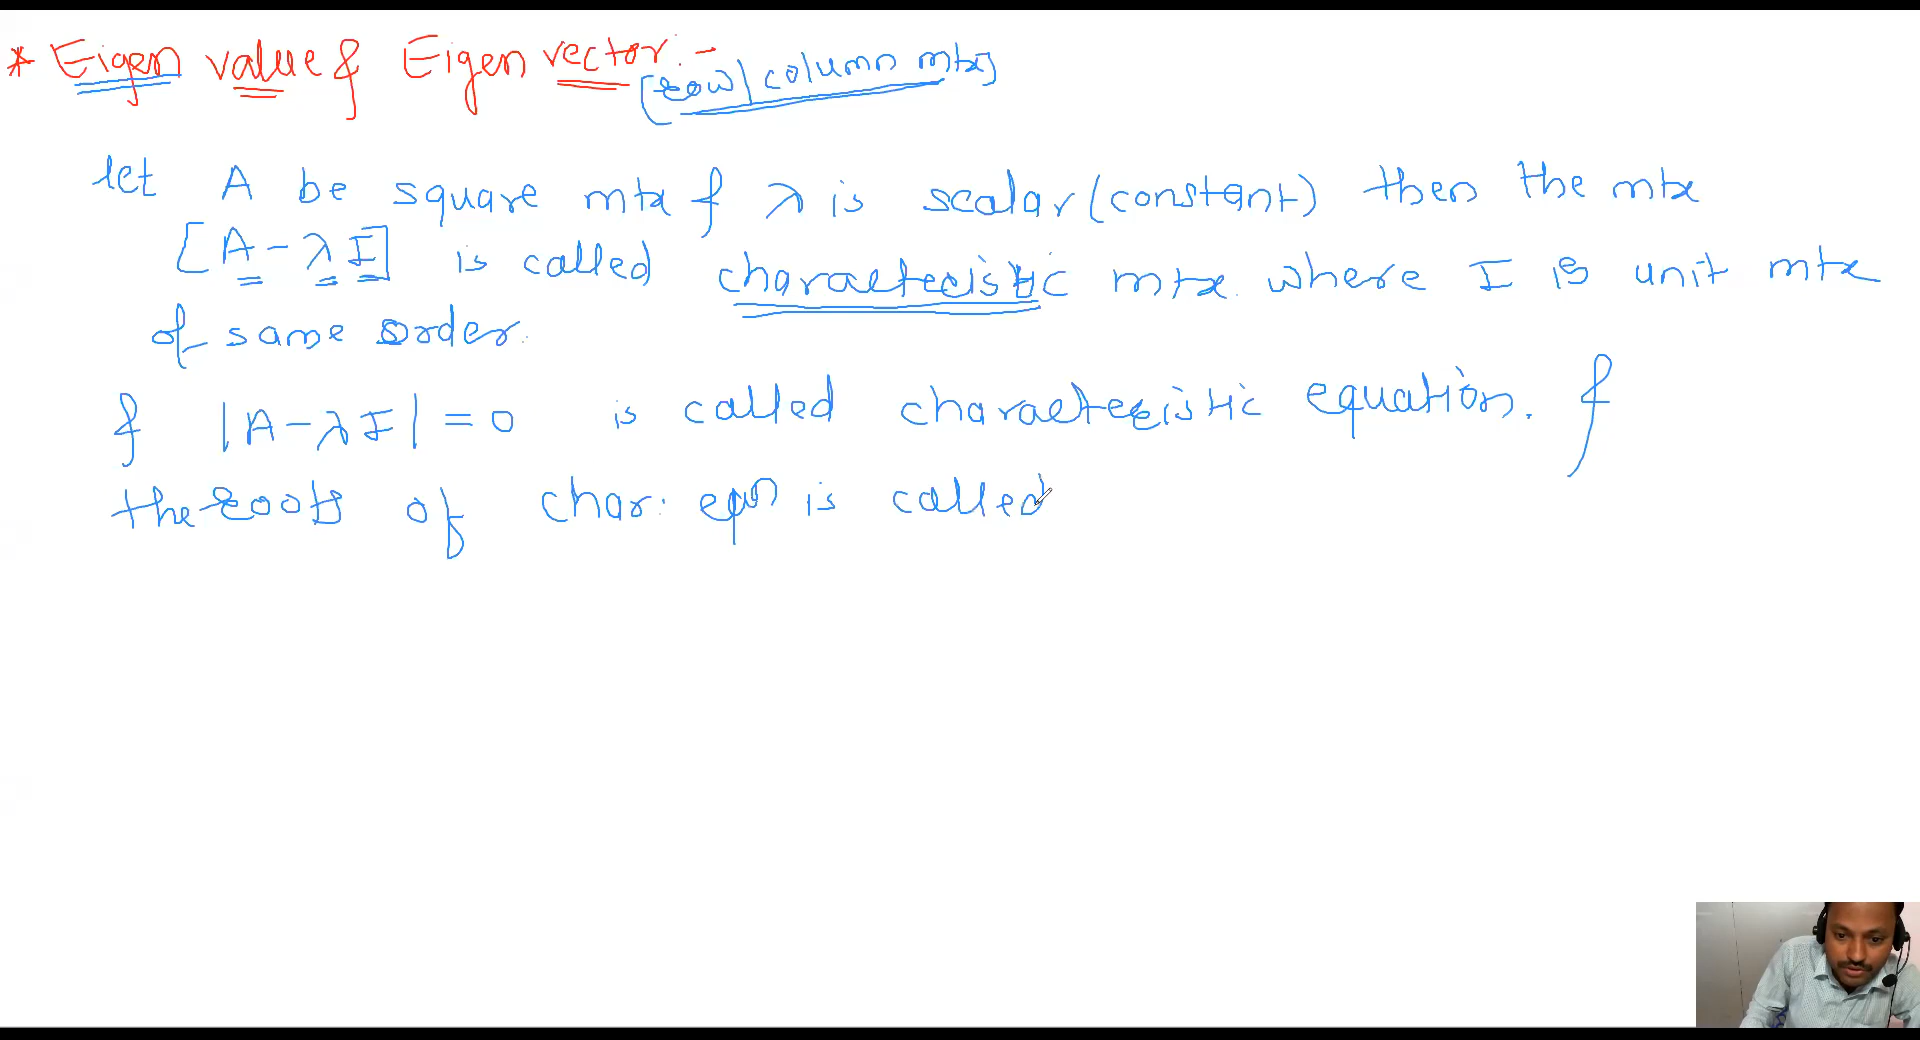 * Eigen value & Eigen vector :-
[row/column mtx]
let A be square mtx & λ is scalar (constant) then the mtx
[A - λI] is called characteristic mtx. where I is unit mtx
of same order.
& |A - λI| = 0 is called characteristic equation. &
the roots of char. eqn is called